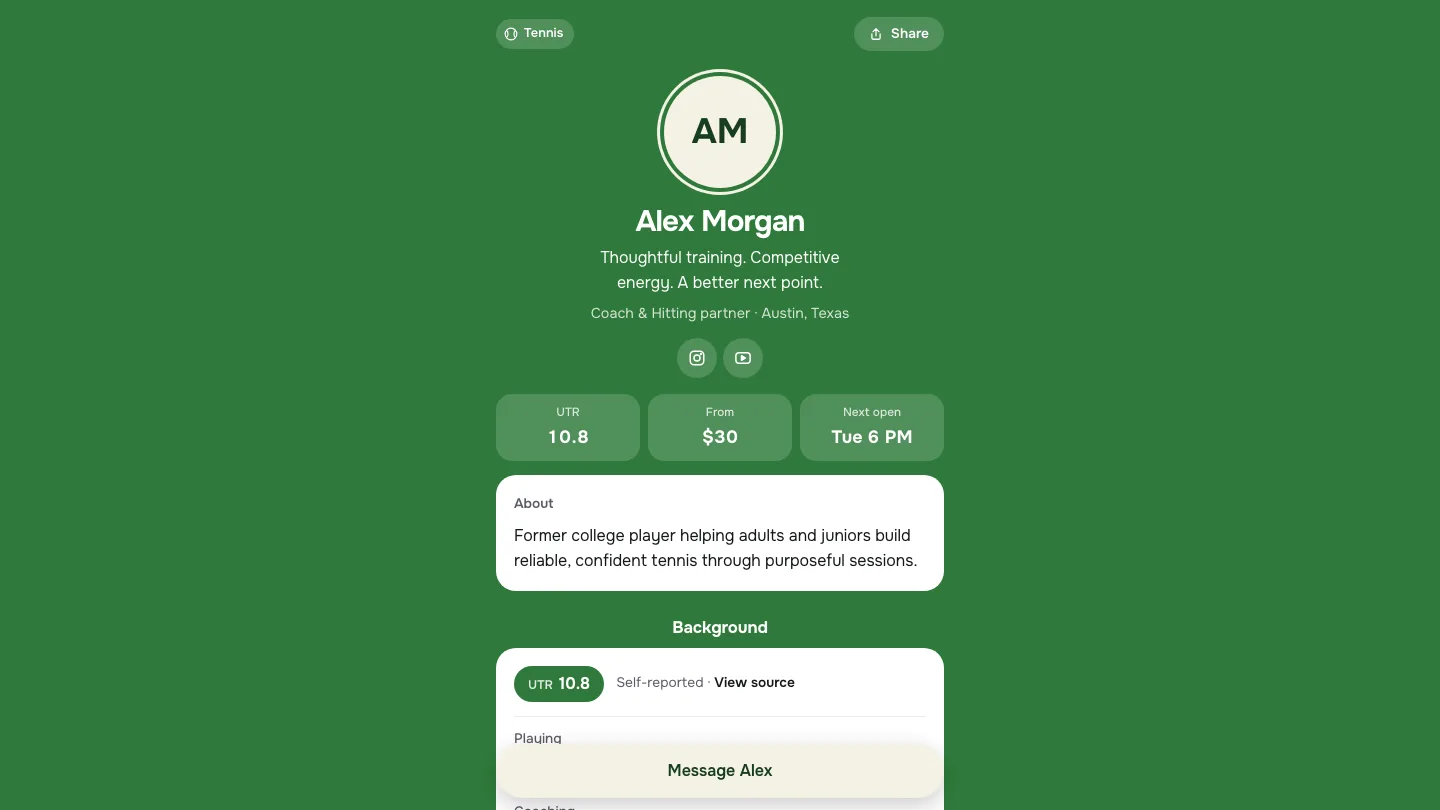 Tennis
Share
AM
Alex Morgan
Thoughtful training. Competitive
energy. A better next point.
Coach & Hitting partner · Austin, Texas
UTR
10.8
From
$30
Next open
Tue 6 PM
About
Former college player helping adults and juniors build
reliable, confident tennis through purposeful sessions.
Background
UTR 10.8
Self-reported · View source
Playing
Message Alex
Coaching